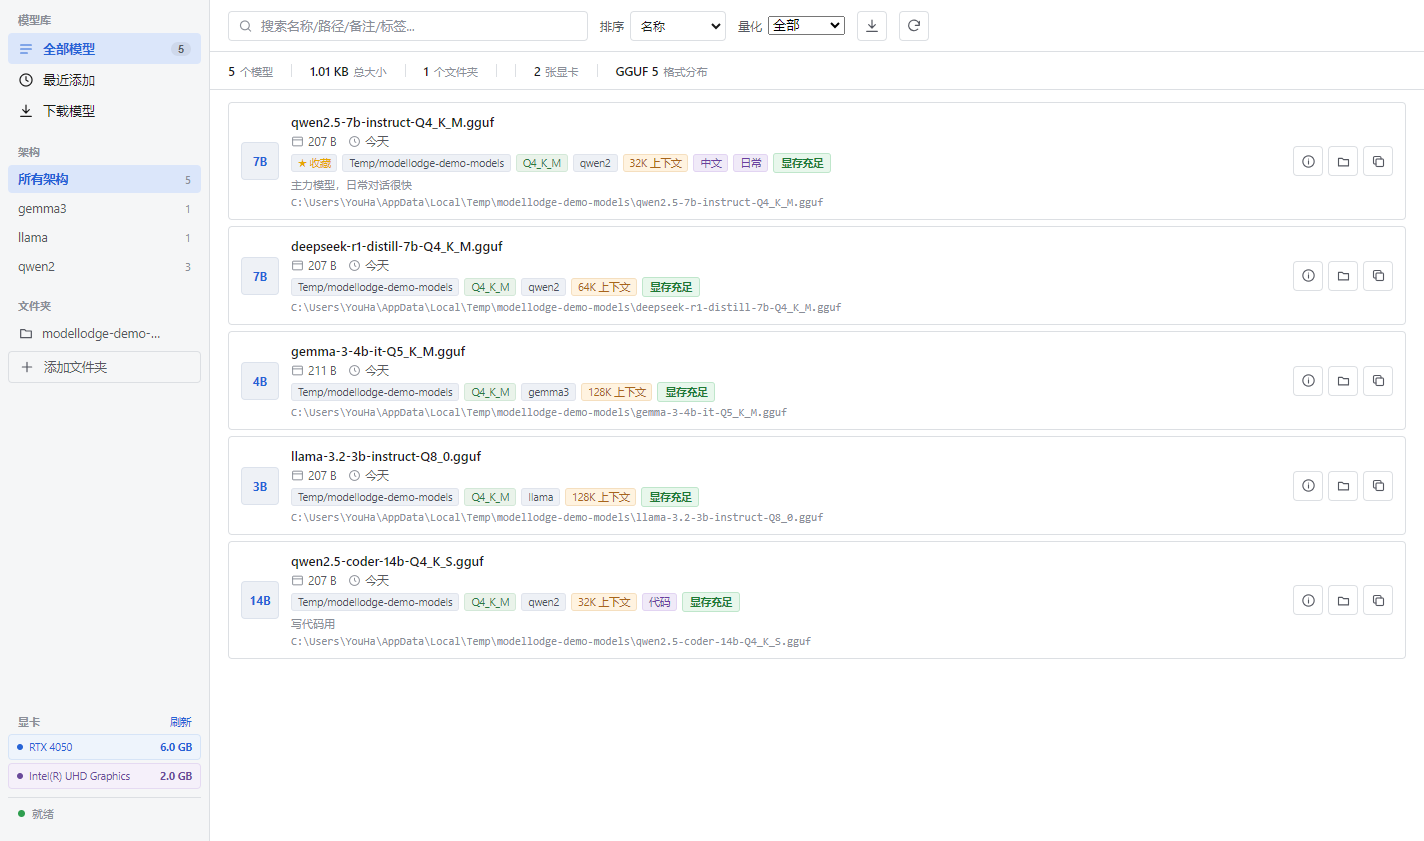 模型库
全部模型 5
最近添加
下载模型
架构
所有架构 5
gemma3 1
llama 1
qwen2 3
文件夹
modellodge-demo-...
添加文件夹
显卡 刷新
RTX 4050 6.0 GB
Intel(R) UHD Graphics 2.0 GB
就绪
搜索名称/路径/备注/标签... 排序 名称 量化 全部
5 个模型 1.01 KB 总大小 1 个文件夹 2 张显卡 GGUF 5 格式分布
qwen2.5-7b-instruct-Q4_K_M.gguf
207 B 今天
7B
★ 收藏 Temp/modellodge-demo-models Q4_K_M qwen2 32K 上下文 中文 日常 显存充足
主力模型，日常对话很快
C:\Users\YouHa\AppData\Local\Temp\modellodge-demo-models\qwen2.5-7b-instruct-Q4_K_M.gguf
deepseek-r1-distill-7b-Q4_K_M.gguf
207 B 今天
7B
Temp/modellodge-demo-models Q4_K_M qwen2 64K 上下文 显存充足
C:\Users\YouHa\AppData\Local\Temp\modellodge-demo-models\deepseek-r1-distill-7b-Q4_K_M.gguf
gemma-3-4b-it-Q5_K_M.gguf
211 B 今天
4B
Temp/modellodge-demo-models Q4_K_M gemma3 128K 上下文 显存充足
C:\Users\YouHa\AppData\Local\Temp\modellodge-demo-models\gemma-3-4b-it-Q5_K_M.gguf
llama-3.2-3b-instruct-Q8_0.gguf
207 B 今天
3B
Temp/modellodge-demo-models Q4_K_M llama 128K 上下文 显存充足
C:\Users\YouHa\AppData\Local\Temp\modellodge-demo-models\llama-3.2-3b-instruct-Q8_0.gguf
qwen2.5-coder-14b-Q4_K_S.gguf
207 B 今天
14B
Temp/modellodge-demo-models Q4_K_M qwen2 32K 上下文 代码 显存充足
写代码用
C:\Users\YouHa\AppData\Local\Temp\modellodge-demo-models\qwen2.5-coder-14b-Q4_K_S.gguf